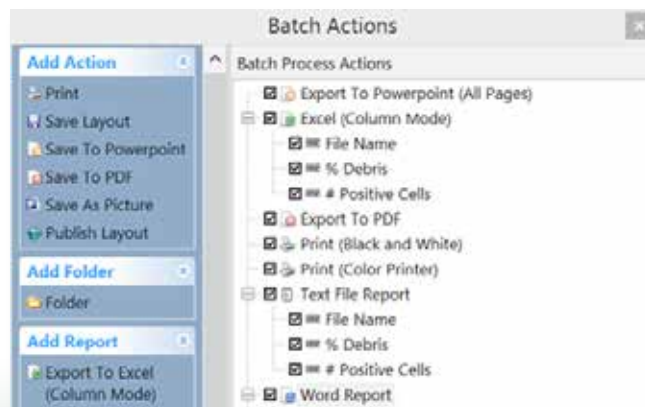 Batch Actions
Add Action
Print
Save Layout
Save To Powerpoint
Save To PDF
Save As Picture
Publish Layout
Add Folder
Folder
Add Report
Export To Excel
(Column Mode)
Batch Process Actions
Export To Powerpoint (All Pages)
Excel (Column Mode)
File Name
% Debris
# Positive Cells
Export To PDF
Print (Black and White)
Print (Color Printer)
Text File Report
File Name
% Debris
# Positive Cells
Word Report